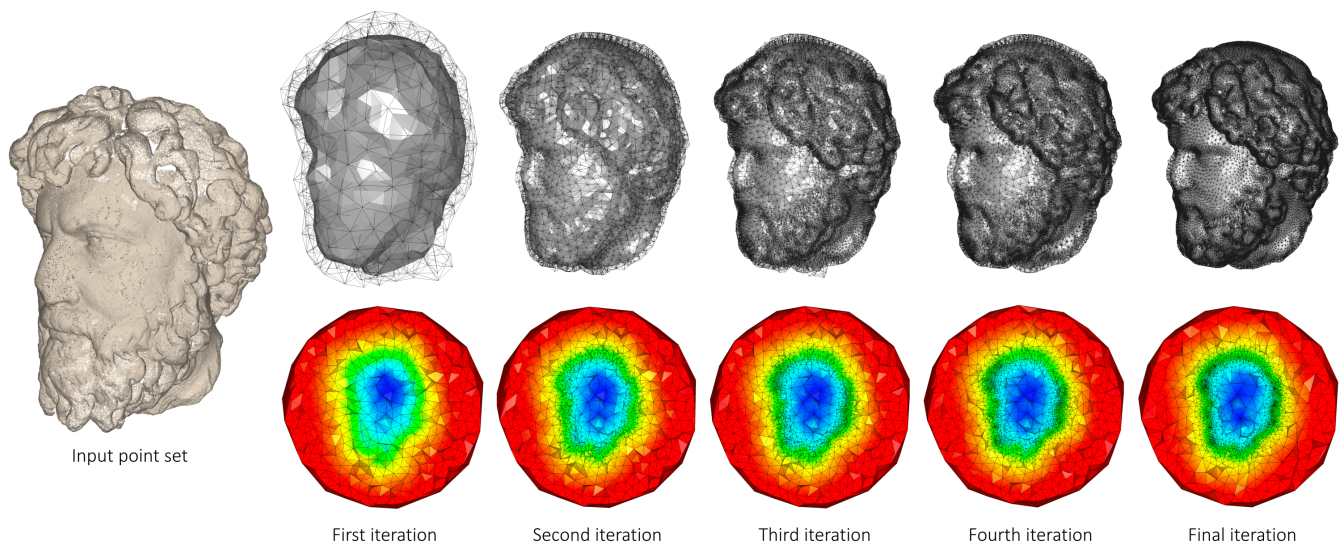 Input point set
First iteration
Second iteration
Third iteration
Fourth iteration
Final iteration